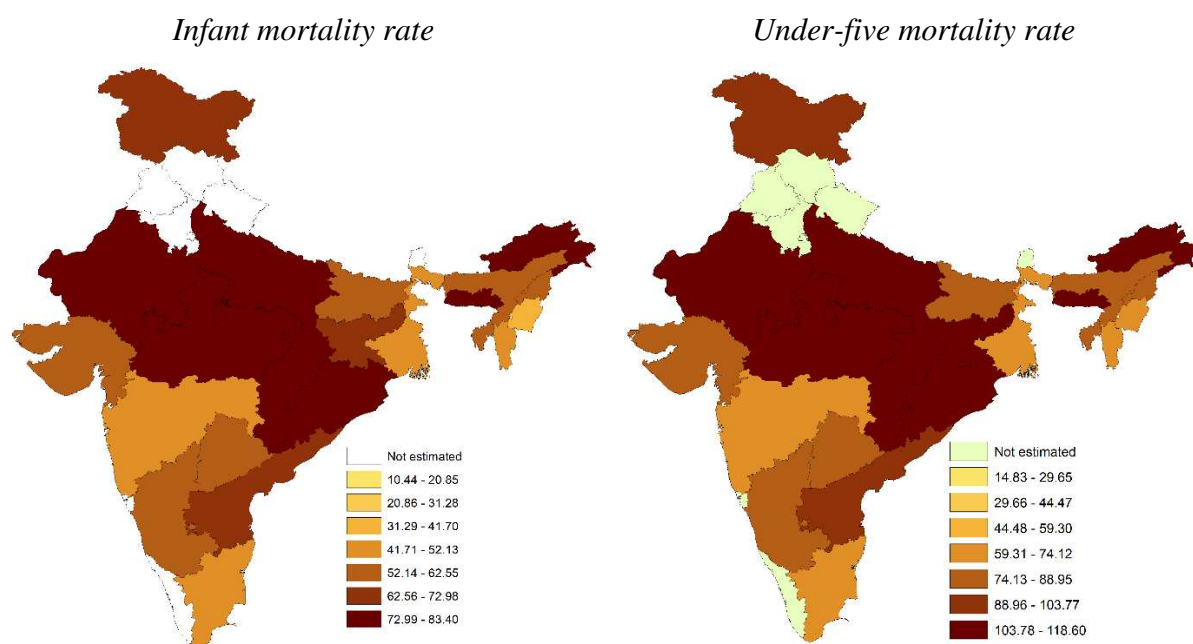 Infant mortality rate
Under-five mortality rate
Not estimated
10.44 - 20.85
20.86 - 31.28
31.29 - 41.70
41.71 - 52.13
52.14 - 62.55
62.56 - 72.98
72.99 - 83.40
Not estimated
14.83 - 29.65
29.66 - 44.47
44.48 - 59.30
59.31 - 74.12
74.13 - 88.95
88.96 - 103.77
103.78 - 118.60